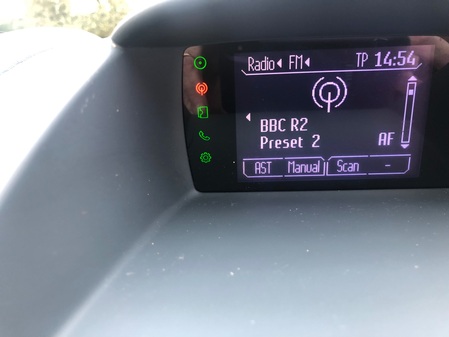 Radio FM TP 14:54
BBC R2
Preset 2 AF
AST Manual Scan -